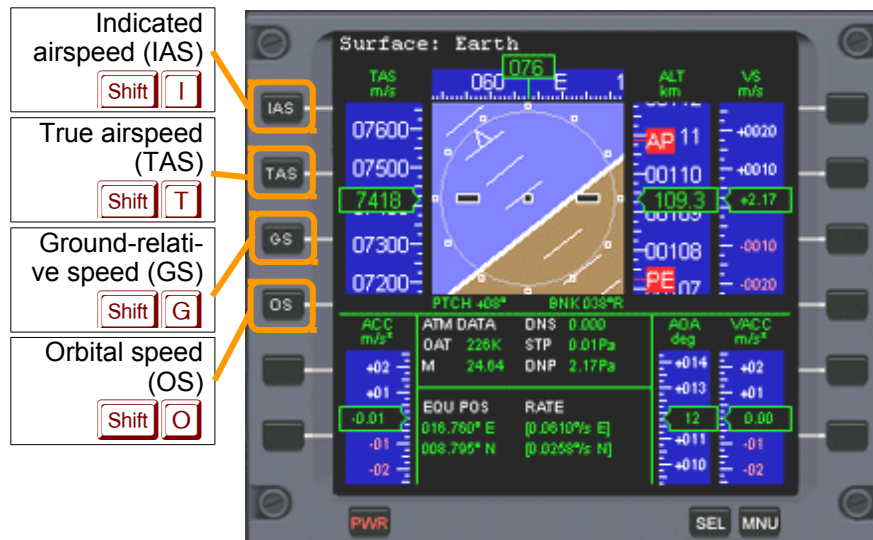 Indicated
airspeed (IAS)
Shift I
True airspeed
(TAS)
Shift T
Ground-relati-
ve speed (GS)
Shift G
Orbital speed
(OS)
Shift O
IAS
TAS
GS
OS
Surface: Earth
076
TAS
m/s
060 E 1
ALT
km
VS
m/s
07600
07500
7418
07300
07200
AP 11
00110
109.3
00108
PE 07
+0020
+0010
+2.17
-0010
-0020
PTCH +08° BNK 038°R
ACC
m/s²
+02
+01
-0.01
-01
-02
ATM DATA DNS 0.000
OAT 226K STP 0.01Pa
M 24.64 DNP 2.17Pa
EQU POS RATE
016.760° E [0.0610°/s E]
008.795° N [0.0258°/s N]
AOA
deg
+014
+013
12
+011
+010
VACC
m/s²
+02
+01
0.00
-01
-02
PWR SEL MNU